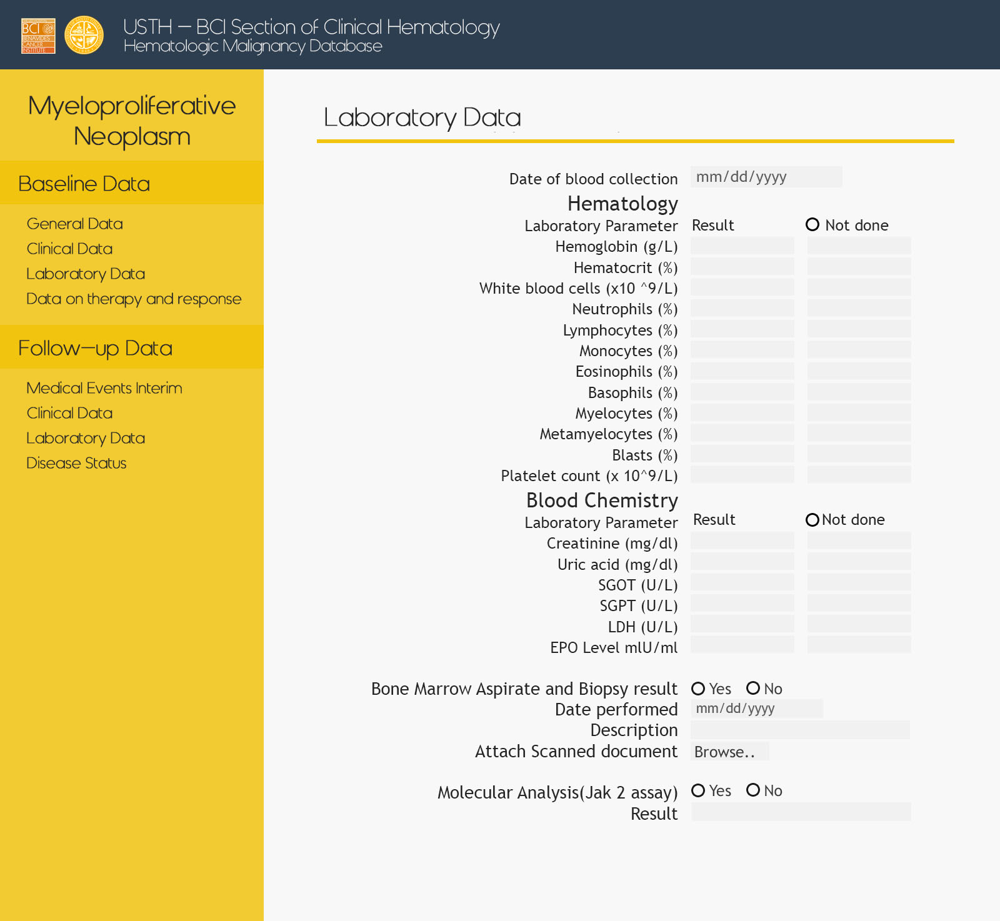 BCI
BENAVIDES
CANCER
INSTITUTE
USTH – BCI Section of Clinical Hematology
Hematologic Malignancy Database
Myeloproliferative
Neoplasm
Baseline Data
General Data
Clinical Data
Laboratory Data
Data on therapy and response
Follow-up Data
Medical Events Interim
Clinical Data
Laboratory Data
Disease Status
Laboratory Data
Date of blood collection mm/dd/yyyy
Hematology
Laboratory Parameter Result Not done
Hemoglobin (g/L)
Hematocrit (%)
White blood cells (x10 ^9/L)
Neutrophils (%)
Lymphocytes (%)
Monocytes (%)
Eosinophils (%)
Basophils (%)
Myelocytes (%)
Metamyelocytes (%)
Blasts (%)
Platelet count (x 10^9/L)
Blood Chemistry
Laboratory Parameter Result Not done
Creatinine (mg/dl)
Uric acid (mg/dl)
SGOT (U/L)
SGPT (U/L)
LDH (U/L)
EPO Level mlU/ml
Bone Marrow Aspirate and Biopsy result Yes No
Date performed mm/dd/yyyy
Description
Attach Scanned document Browse..
Molecular Analysis(Jak 2 assay) Yes No
Result